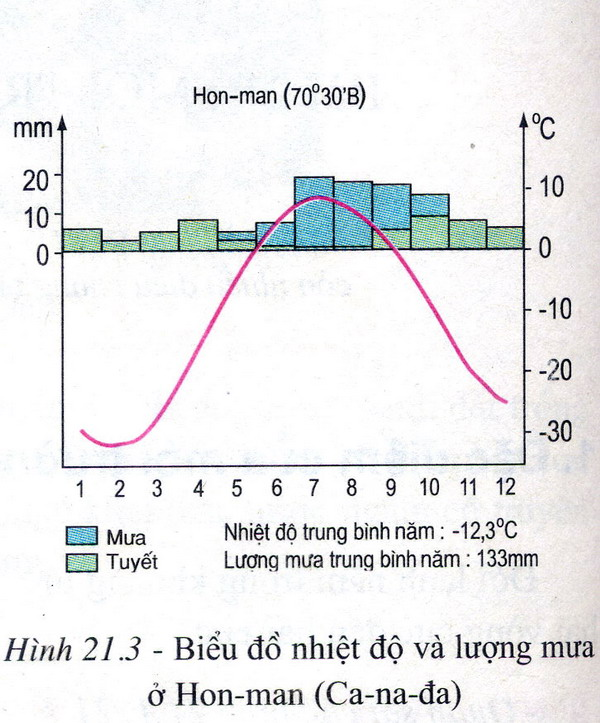 Hon-man (70°30'B)
mm
°C
20
10
0
10
0
-10
-20
-30
1 2 3 4 5 6 7 8 9 10 11 12
Mưa
Tuyết
Nhiệt độ trung bình năm : -12,3°C
Lượng mưa trung bình năm : 133mm
Hình 21.3 - Biểu đồ nhiệt độ và lượng mưa
ở Hon-man (Ca-na-đa)